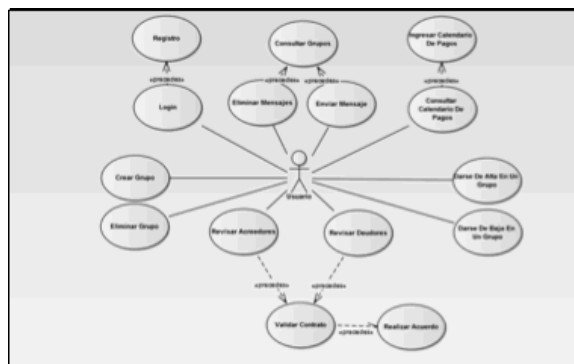 Registro
Consultar Grupos
Ingresar Calendario
De Pagos
«precedes»
«precedes»
«precedes»
«precedes»
Login
Eliminar Mensajes
Enviar Mensaje
Consultar
Calendario De
Pagos
Crear Grupo
Darse De Alta En Un
Grupo
Usuario
Eliminar Grupo
Revisar Acreedores
Revisar Deudores
Darse De Baja En
Un Grupo
«precedes»
«precedes»
Validar Contrato
«precedes»
Realizar Acuerdo